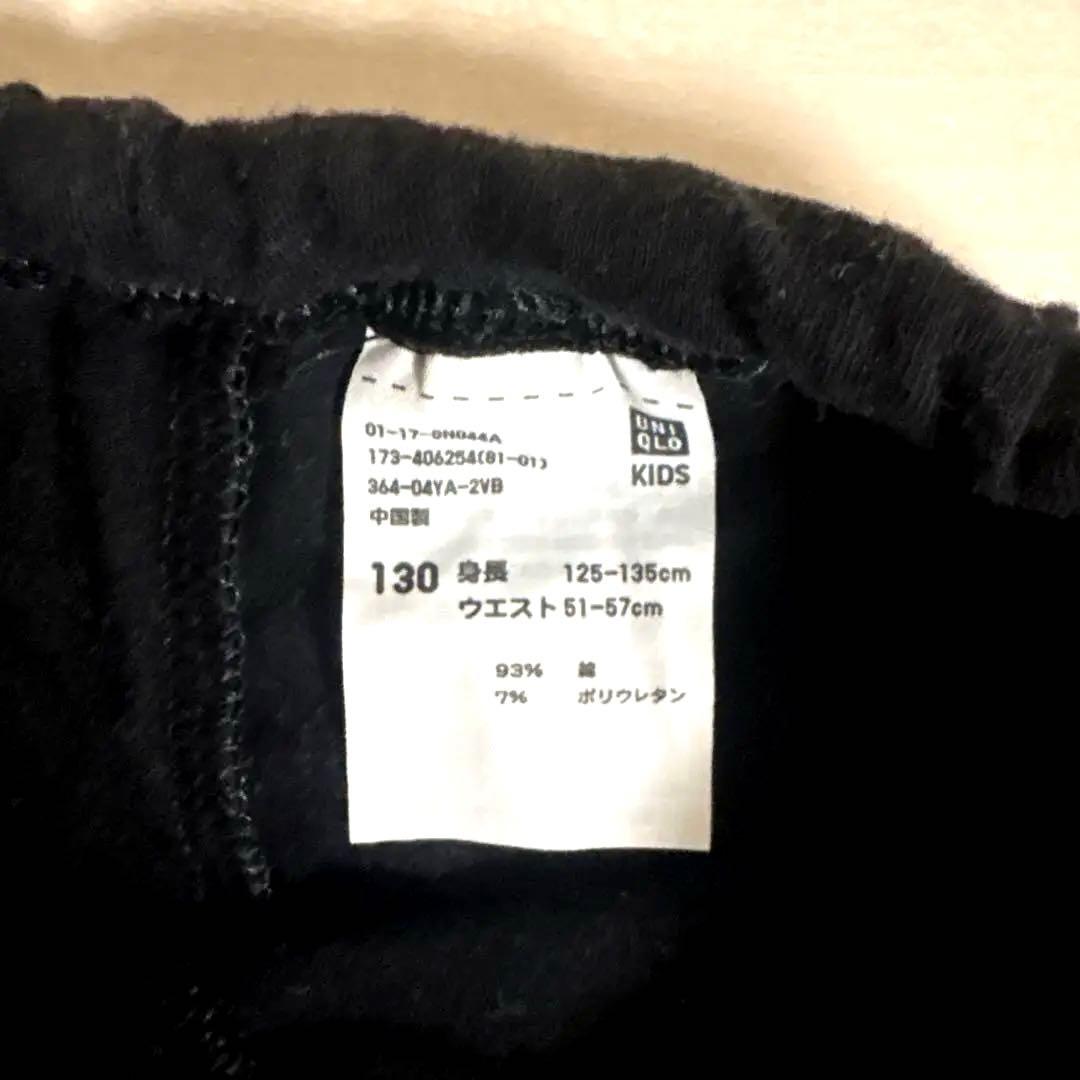 01-17-0N044A
173-406254(81-01)
364-04YA-2VB
中国製
UNI
QLO
KIDS
130 身長 125-135cm
ウエスト 51-57cm
93% 綿
7% ポリウレタン